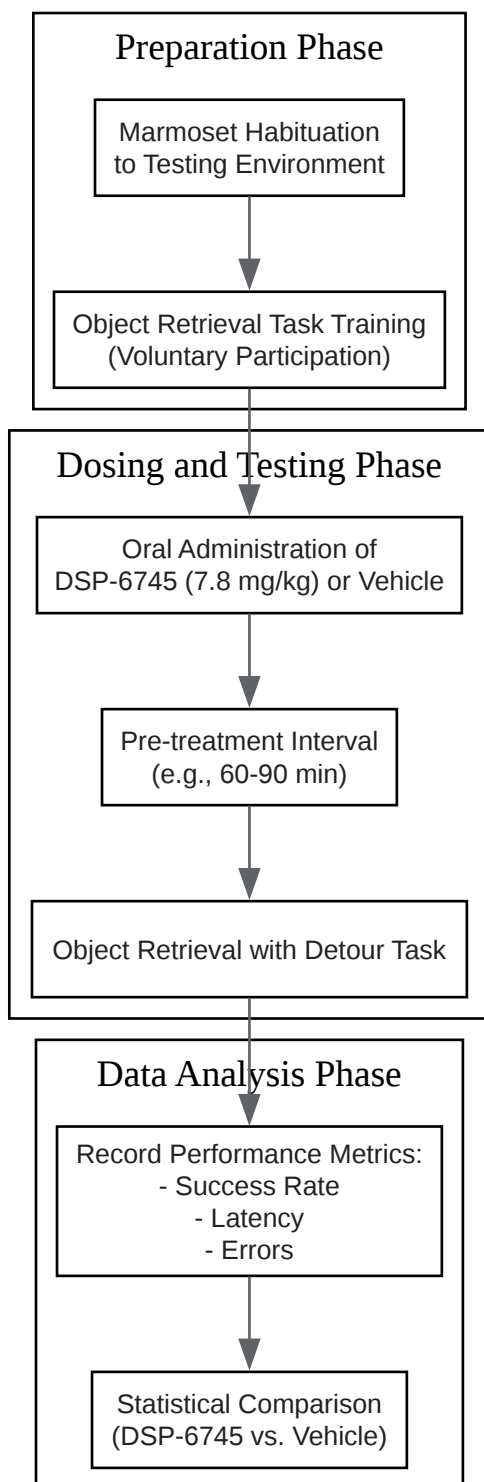 Preparation Phase
Marmoset Habituation
to Testing Environment
Object Retrieval Task Training
(Voluntary Participation)
Dosing and Testing Phase
Oral Administration of
DSP-6745 (7.8 mg/kg) or Vehicle
Pre-treatment Interval
(e.g., 60-90 min)
Object Retrieval with Detour Task
Data Analysis Phase
Record Performance Metrics:
- Success Rate
- Latency
- Errors
Statistical Comparison
(DSP-6745 vs. Vehicle)